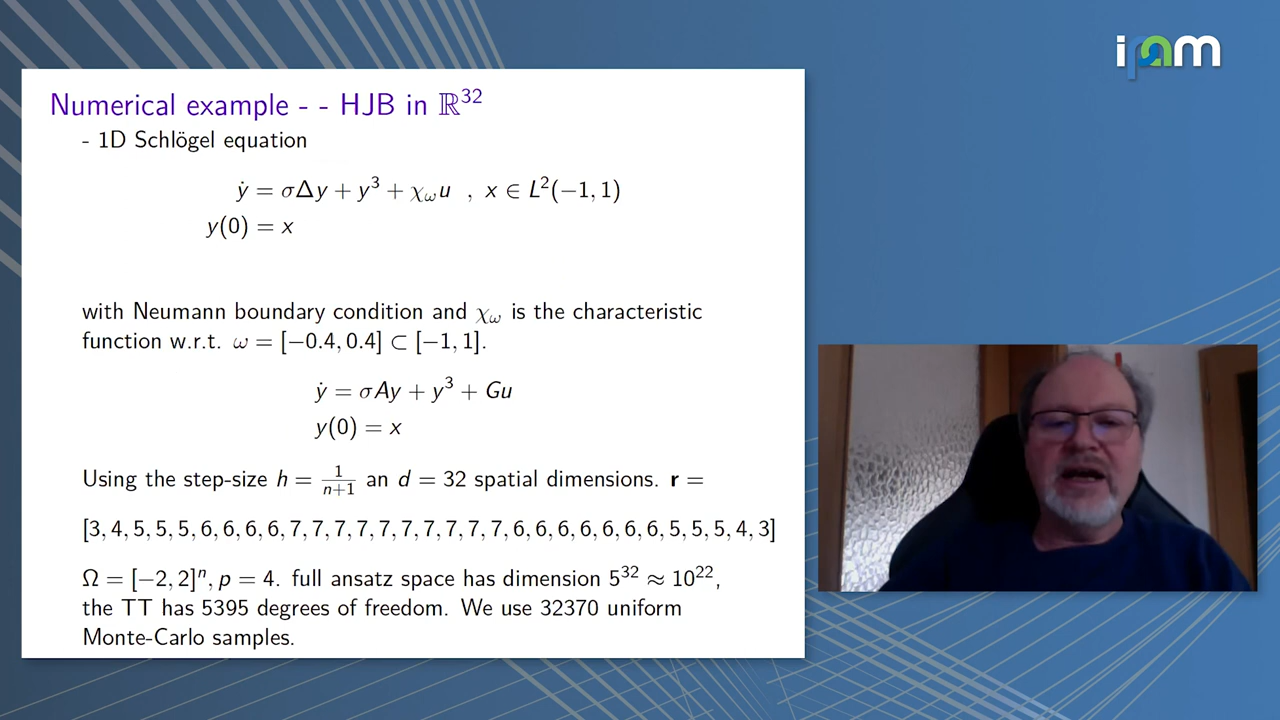 ipam
Numerical example - - HJB in ℝ³²
- 1D Schlögel equation
ẏ = σΔy + y³ + χ_ω u , x ∈ L²(−1, 1)
y(0) = x
with Neumann boundary condition and χ_ω is the characteristic
function w.r.t. ω = [−0.4, 0.4] ⊂ [−1, 1].
ẏ = σAy + y³ + Gu
y(0) = x
Using the step-size h = 1/(n+1) an d = 32 spatial dimensions. r =
[3, 4, 5, 5, 5, 6, 6, 6, 6, 7, 7, 7, 7, 7, 7, 7, 7, 7, 7, 6, 6, 6, 6, 6, 6, 6, 5, 5, 5, 4, 3]
Ω = [−2, 2]ⁿ, p = 4. full ansatz space has dimension 5³² ≈ 10²²,
the TT has 5395 degrees of freedom. We use 32370 uniform
Monte-Carlo samples.